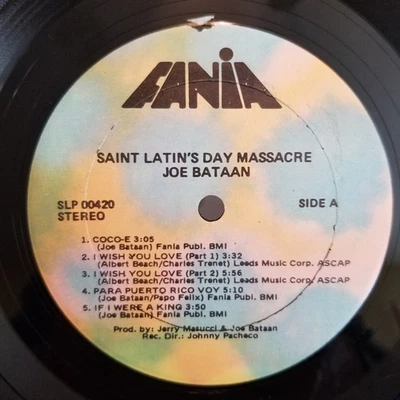 FANIA
SAINT LATIN'S DAY MASSACRE
JOE BATAAN
SLP 00420
STEREO
SIDE A
1. COCO-E 3:05
(Joe Bataan) Fania Publ. BMI
2. I WISH YOU LOVE (Part 1) 3:32
(Albert Beach/Charles Trenet) Leeds Music Corp. ASCAP
3. I WISH YOU LOVE (Part 2) 5:56
(Albert Beach/Charles Trenet) Leeds Music Corp. ASCAP
4. PARA PUERTO RICO VOY 5:10
(Joe Bataan/Papo Felix) Fania Publ. BMI
5. IF I WERE A KING 3:50
(Joe Bataan) Fania Publ. BMI
Prod. by: Jerry Masucci & Joe Bataan
Rec. Dir.: Johnny Pacheco